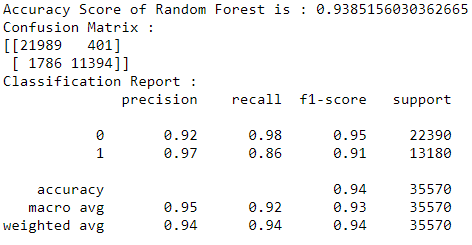 Accuracy Score of Random Forest is : 0.9385156030362665
Confusion Matrix :
[[21989   401]
 [ 1786 11394]]
Classification Report :
              precision    recall  f1-score   support

           0       0.92      0.98      0.95     22390
           1       0.97      0.86      0.91     13180

    accuracy                           0.94     35570
   macro avg       0.95      0.92      0.93     35570
weighted avg       0.94      0.94      0.94     35570